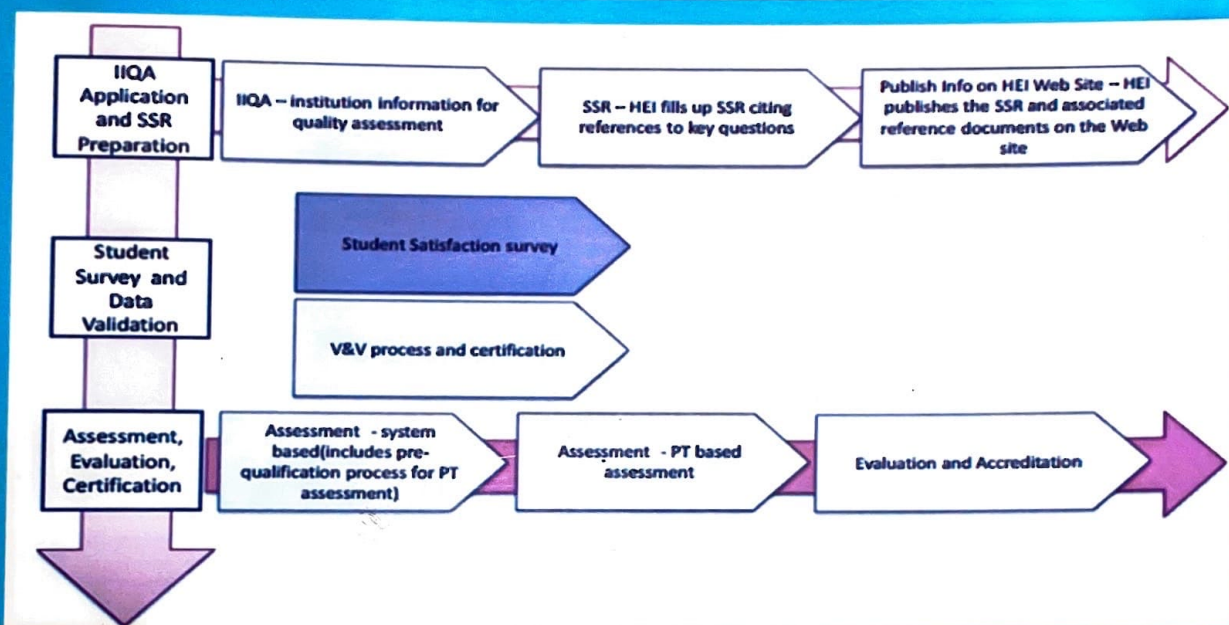 IIQA
Application
and SSR
Preparation
IIQA – institution information for
quality assessment
SSR – HEI fills up SSR citing
references to key questions
Publish Info on HEI Web Site – HEI
publishes the SSR and associated
reference documents on the Web
site
Student
Survey and
Data
Validation
Student Satisfaction survey
V&V process and certification
Assessment,
Evaluation,
Certification
Assessment - system
based(includes pre-
qualification process for PT
assessment)
Assessment - PT based
assessment
Evaluation and Accreditation